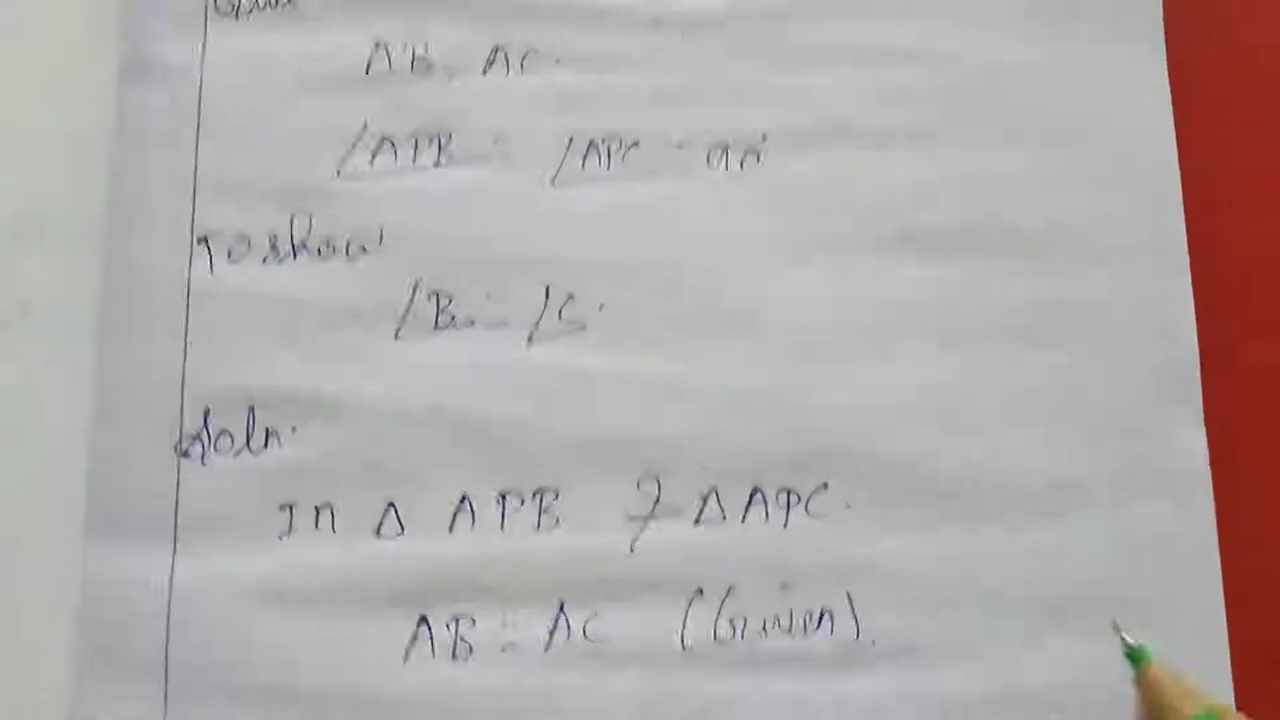 AB = AC.
∠APB = ∠APC = 90°
To show
∠B = ∠C.
Soln.
In Δ APB & Δ APC.
AB = AC (Given).